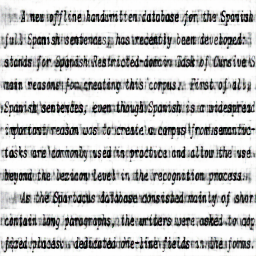 A new offline handwritten database for the Spanish
full Spanish sentences, has recently been developed:
stands for Spanish Restricted-domain Task of Cursive S
main reasons for creating this corpus. First of all,
Spanish sentences, even though Spanish is a widespread
important reason was to create a corpus from semantic-
tasks are commonly used in practice and allow the use
beyond the lexicon level in the recognition process.
As the Spartacus database consisted mainly of short
contain long paragraphs, the writers were asked to
fixed places: dedicated one-line fields in the forms.